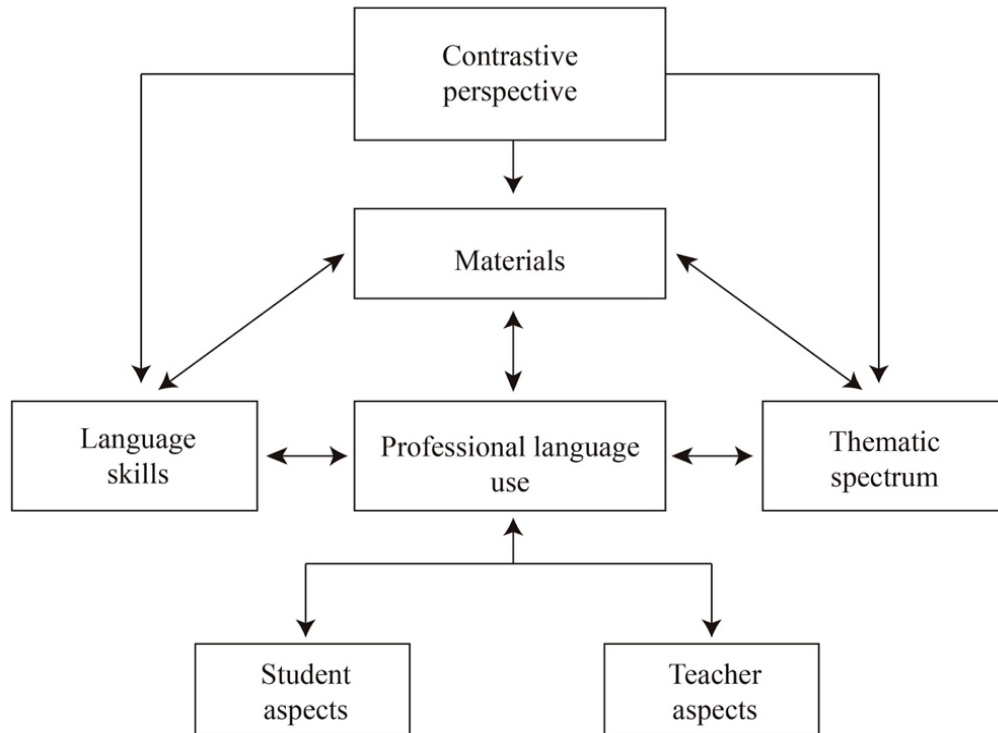 Contrastive
perspective
Materials
Language
skills
Professional language
use
Thematic
spectrum
Student
aspects
Teacher
aspects